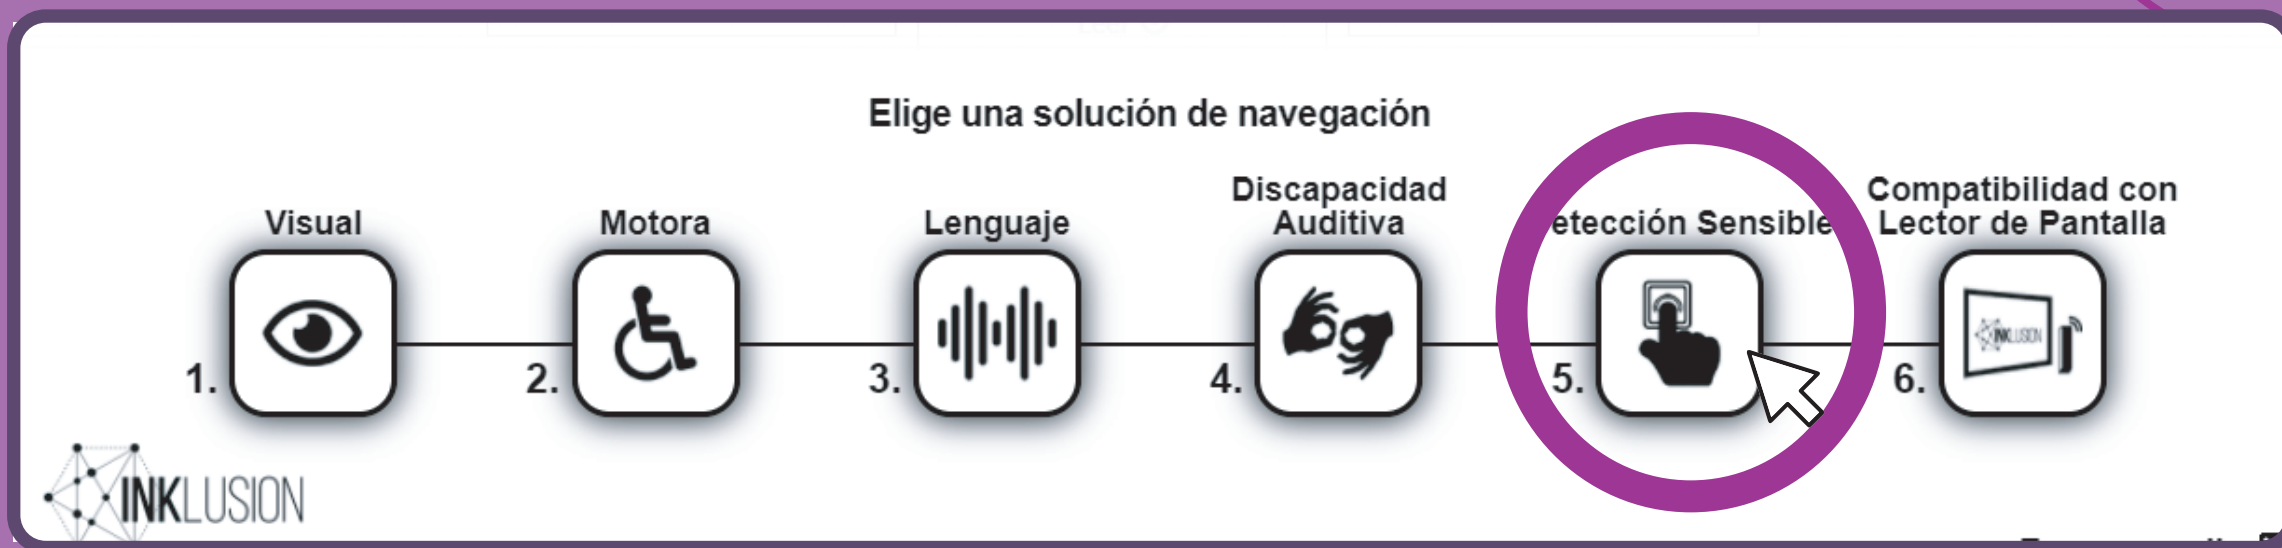 Elige una solución de navegación
Visual
Motora
Lenguaje
Discapacidad
Auditiva
etección Sensible
Compatibilidad con
Lector de Pantalla
1.
2.
3.
4.
5.
6.
INKLUSION
INKLUSION